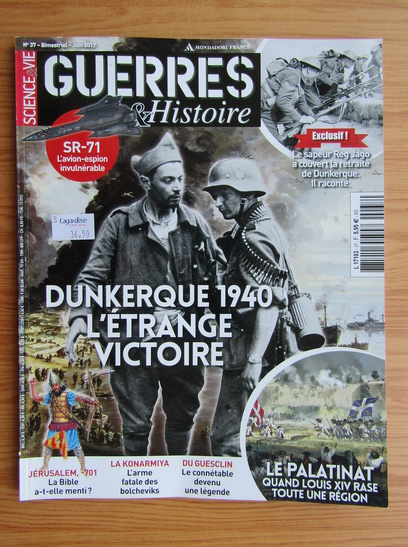 N° 37 – Bimestriel – Juin 2017
MONDADORI FRANCE
SCIENCE & VIE
GUERRES
& Histoire
SR-71
L'avion-espion
invulnérable
Exclusif !
Le sapeur Reg Jago
a couvert la retraite
de Dunkerque.
Il raconte.
Lagardère
36.50
DUNKERQUE 1940
L'ÉTRANGE
VICTOIRE
JÉRUSALEM, -701
La Bible
a-t-elle menti ?
LA KONARMIYA
L'arme
fatale des
bolcheviks
DU GUESCLIN
Le connétable
devenu
une légende
LE PALATINAT
QUAND LOUIS XIV RASE
TOUTE UNE RÉGION